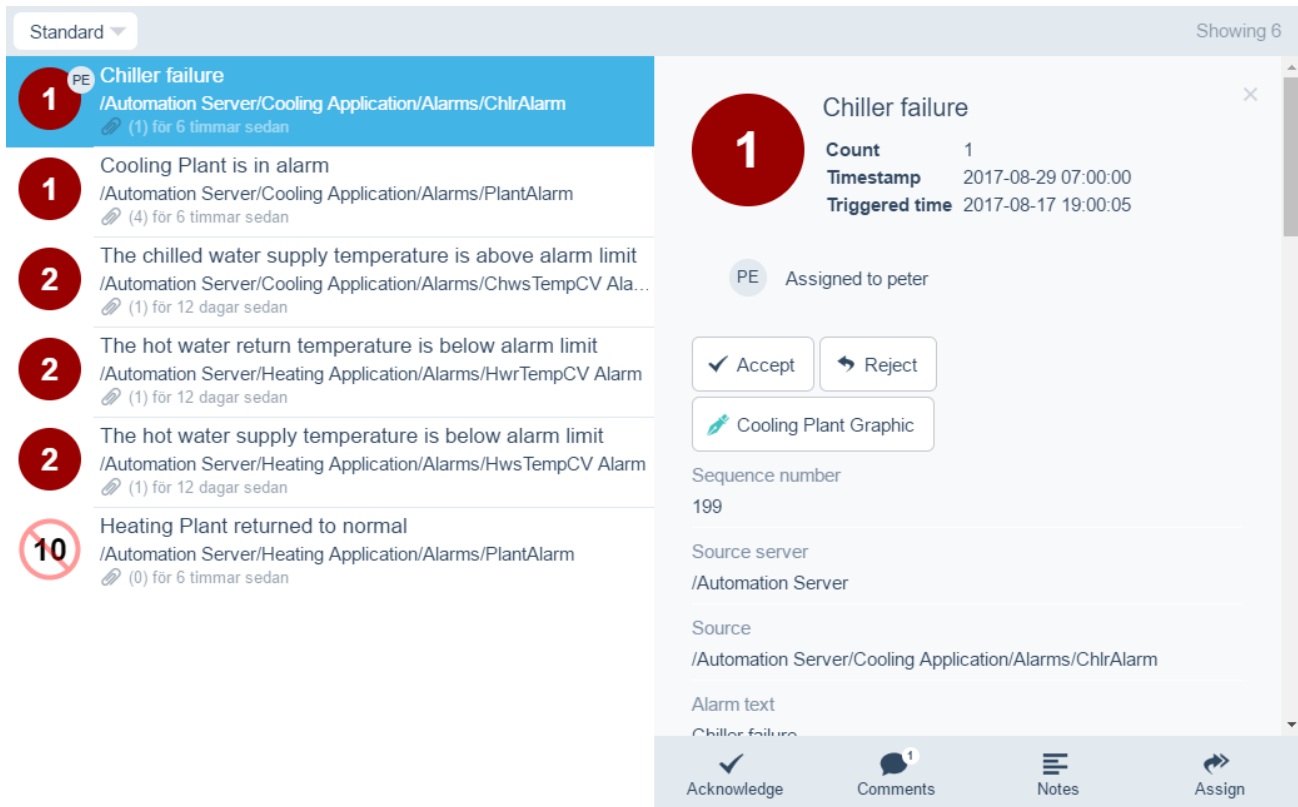 Standard
Showing 6
1
PE
Chiller failure
/Automation Server/Cooling Application/Alarms/ChlrAlarm
(1) för 6 timmar sedan
1
Cooling Plant is in alarm
/Automation Server/Cooling Application/Alarms/PlantAlarm
(4) för 6 timmar sedan
2
The chilled water supply temperature is above alarm limit
/Automation Server/Cooling Application/Alarms/ChwsTempCV Ala...
(1) för 12 dagar sedan
2
The hot water return temperature is below alarm limit
/Automation Server/Heating Application/Alarms/HwrTempCV Alarm
(1) för 12 dagar sedan
2
The hot water supply temperature is below alarm limit
/Automation Server/Heating Application/Alarms/HwsTempCV Alarm
(1) för 12 dagar sedan
10
Heating Plant returned to normal
/Automation Server/Heating Application/Alarms/PlantAlarm
(0) för 6 timmar sedan
1
Chiller failure
Count 1
Timestamp 2017-08-29 07:00:00
Triggered time 2017-08-17 19:00:05
PE Assigned to peter
Accept Reject
Cooling Plant Graphic
Sequence number
199
Source server
/Automation Server
Source
/Automation Server/Cooling Application/Alarms/ChlrAlarm
Alarm text
Chiller failure
1
Acknowledge Comments Notes Assign